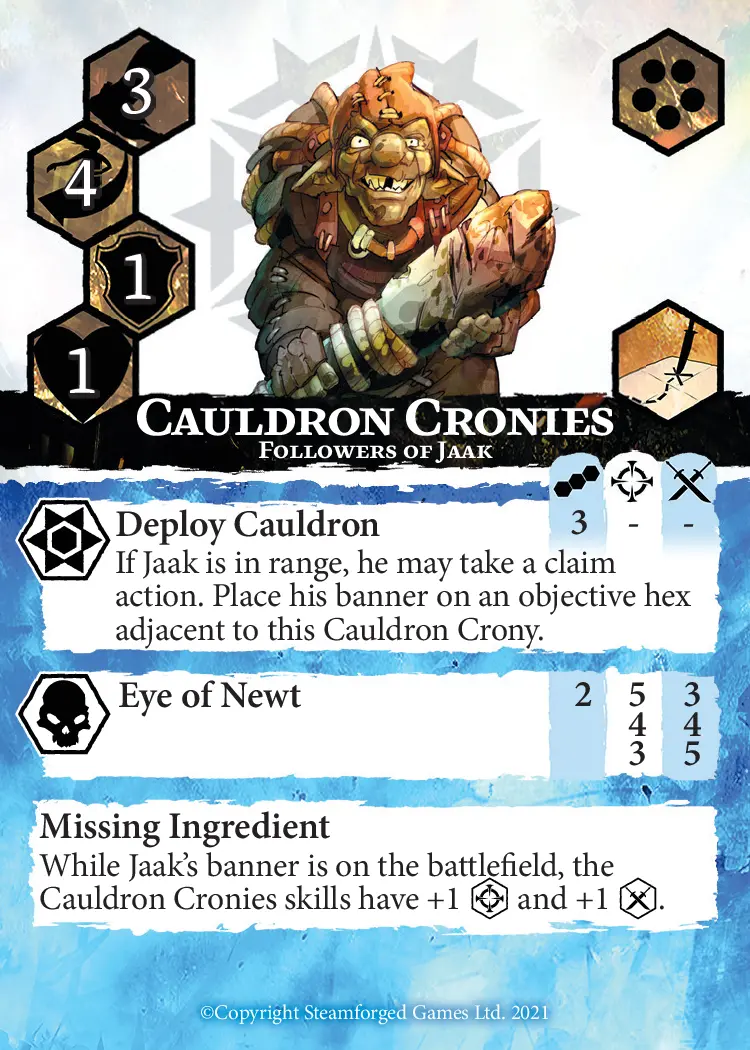 3
4
1
1
Cauldron Cronies
Followers of Jaak
Deploy Cauldron
3 - -
If Jaak is in range, he may take a claim
action. Place his banner on an objective hex
adjacent to this Cauldron Crony.
Eye of Newt
2 5 3
4 4
3 5
Missing Ingredient
While Jaak's banner is on the battlefield, the
Cauldron Cronies skills have +1 and +1 .
©Copyright Steamforged Games Ltd. 2021